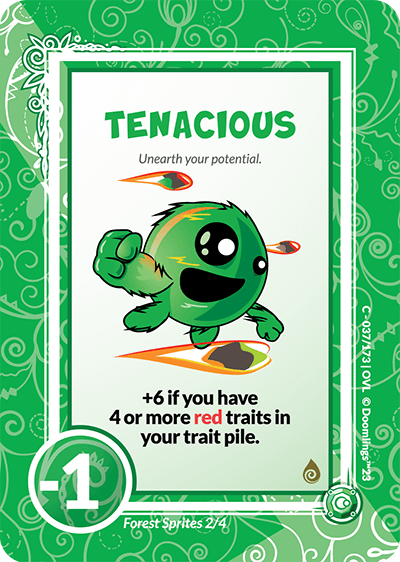 TENACIOUS
Unearth your potential.
+6 if you have
4 or more red traits in
your trait pile.
-1
Forest Sprites 2/4
C-037/173 | OVL © Doomlings™ 23